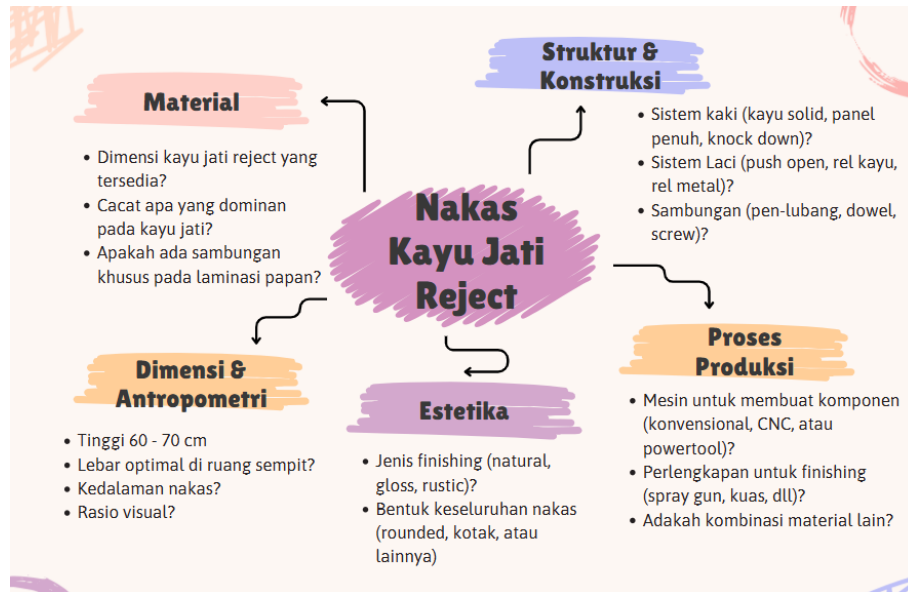 Nakas
Kayu Jati
Reject
Material
• Dimensi kayu jati reject yang
tersedia?
• Cacat apa yang dominan
pada kayu jati?
• Apakah ada sambungan
khusus pada laminasi papan?
Struktur &
Konstruksi
• Sistem kaki (kayu solid, panel
penuh, knock down)?
• Sistem Laci (push open, rel kayu,
rel metal)?
• Sambungan (pen-lubang, dowel,
screw)?
Dimensi &
Antropometri
• Tinggi 60 - 70 cm
• Lebar optimal di ruang sempit?
• Kedalaman nakas?
• Rasio visual?
Estetika
• Jenis finishing (natural,
gloss, rustic)?
• Bentuk keseluruhan nakas
(rounded, kotak, atau
lainnya)
Proses
Produksi
• Mesin untuk membuat komponen
(konvensional, CNC, atau
powertool)?
• Perlengkapan untuk finishing
(spray gun, kuas, dll)?
• Adakah kombinasi material lain?